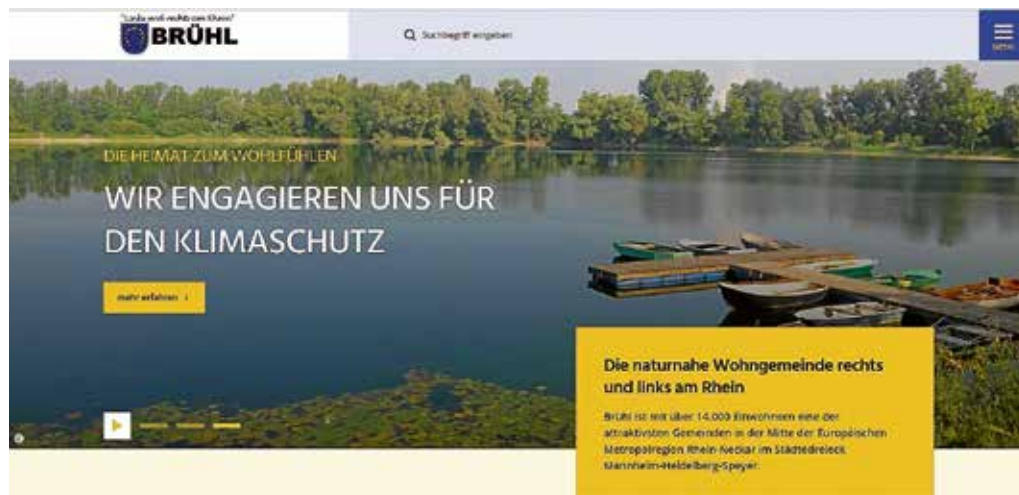 "Links und rechts vom Rhein"
BRÜHL
Suchbegriff eingeben
MENÜ
DIE HEIMAT ZUM WOHLFÜHLEN
WIR ENGAGIEREN UNS FÜR
DEN KLIMASCHUTZ
mehr erfahren ›
Die naturnahe Wohngemeinde rechts
und links am Rhein
Brühl ist mit über 14.000 Einwohnern eine der
attraktivsten Gemeinden in der Mitte der Europäischen
Metropolregion Rhein-Neckar im Städtedreieck
Mannheim-Heidelberg-Speyer.